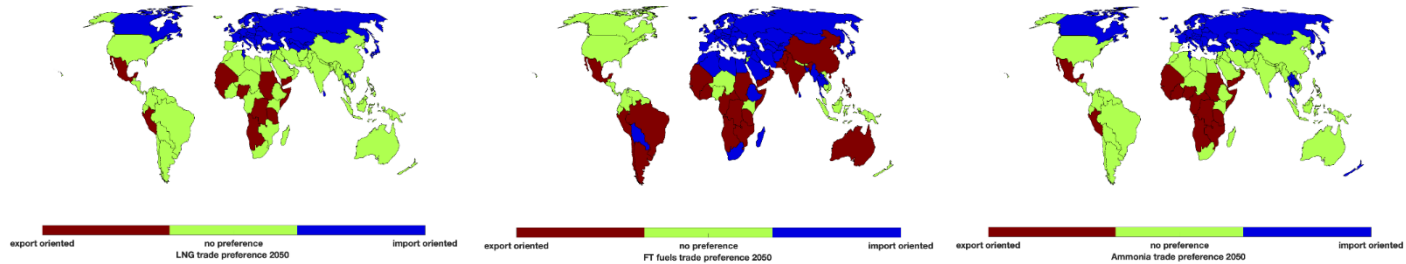 export oriented no preference import oriented
LNG trade preference 2050
export oriented no preference import oriented
FT fuels trade preference 2050
export oriented no preference import oriented
Ammonia trade preference 2050